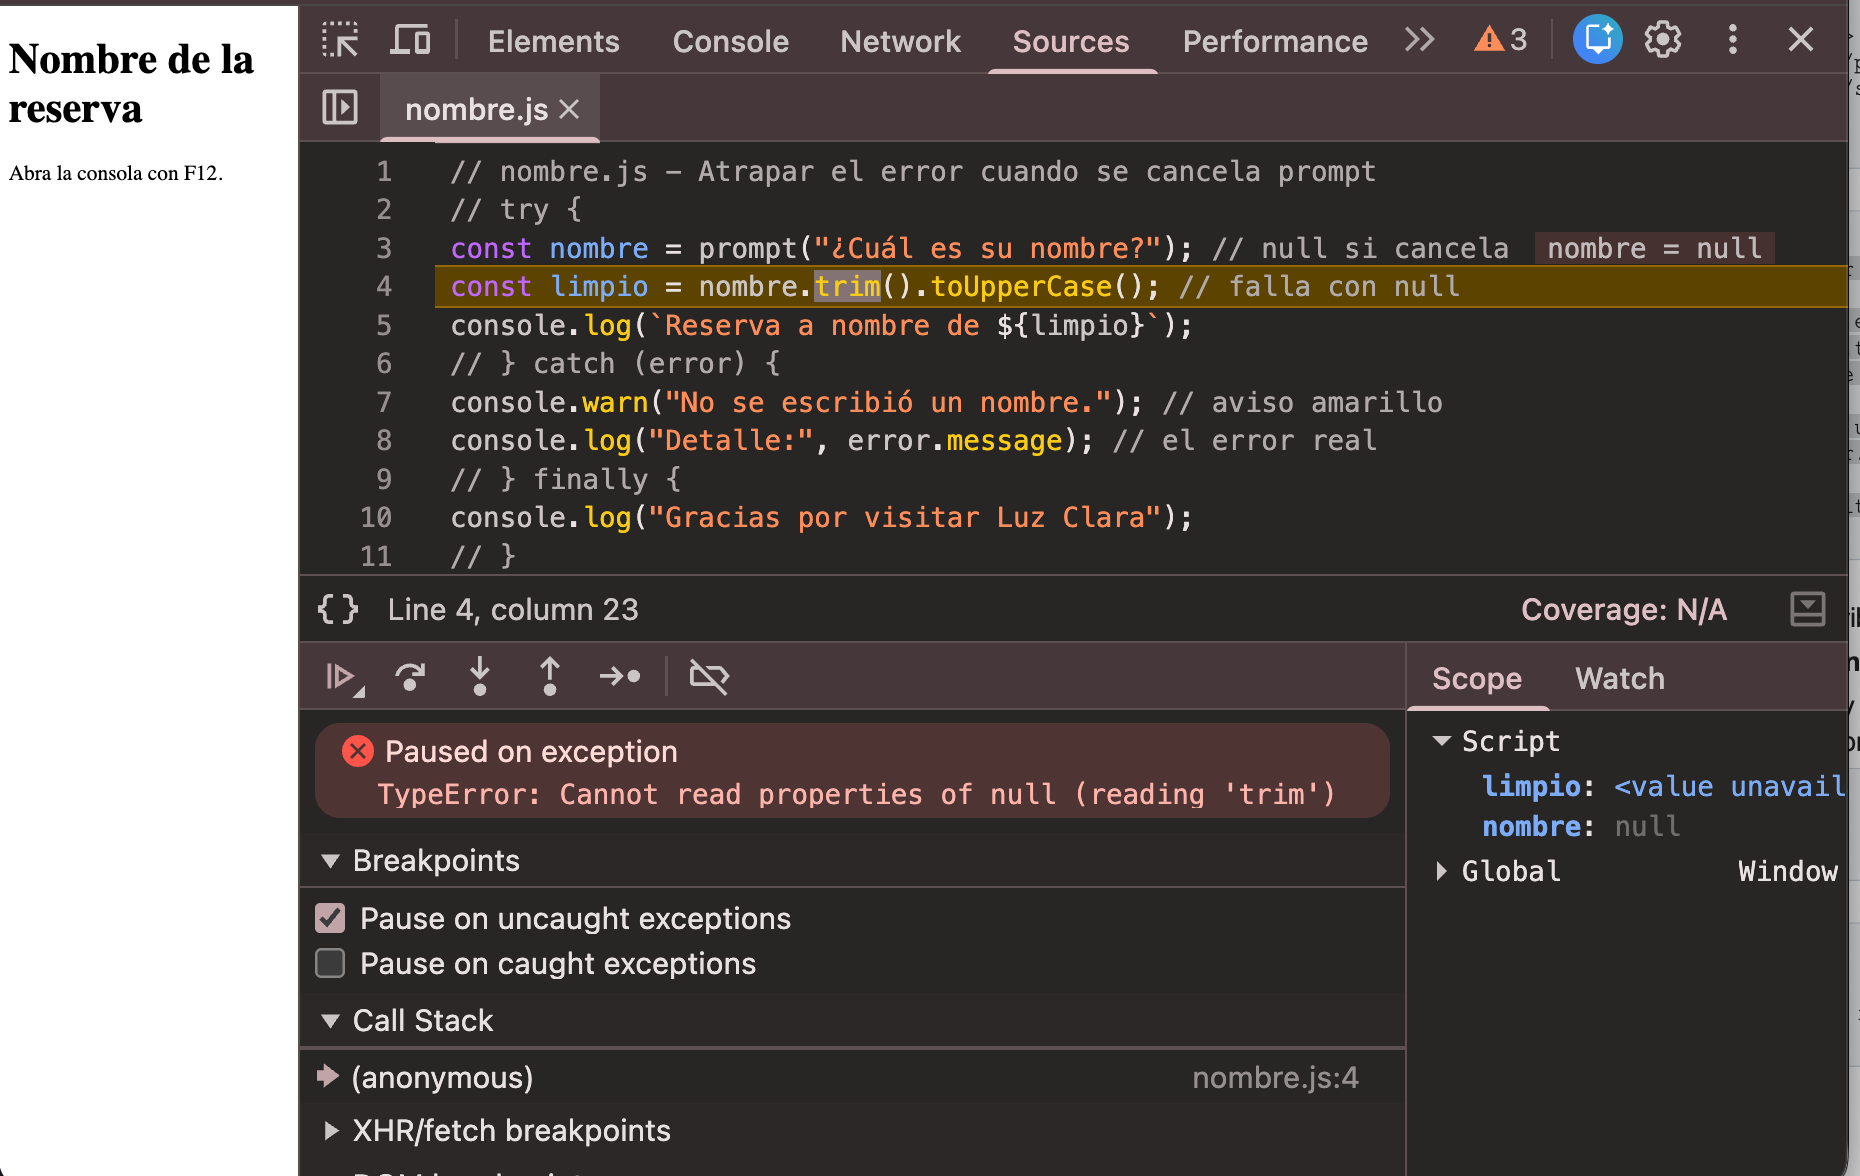 Nombre de la
reserva
Abra la consola con F12.
Elements Console Network Sources Performance 3
nombre.js
1 // nombre.js – Atrapar el error cuando se cancela prompt
2 // try {
3 const nombre = prompt("¿Cuál es su nombre?"); // null si cancela nombre = null
4 const limpio = nombre.trim().toUpperCase(); // falla con null
5 console.log(`Reserva a nombre de ${limpio}`);
6 // } catch (error) {
7 console.warn("No se escribió un nombre."); // aviso amarillo
8 console.log("Detalle:", error.message); // el error real
9 // } finally {
10 console.log("Gracias por visitar Luz Clara");
11 // }
{} Line 4, column 23 Coverage: N/A
Scope Watch
Paused on exception
TypeError: Cannot read properties of null (reading 'trim')
Breakpoints
Pause on uncaught exceptions
Pause on caught exceptions
Call Stack
(anonymous) nombre.js:4
XHR/fetch breakpoints
Script
limpio: <value unavail
nombre: null
Global Window